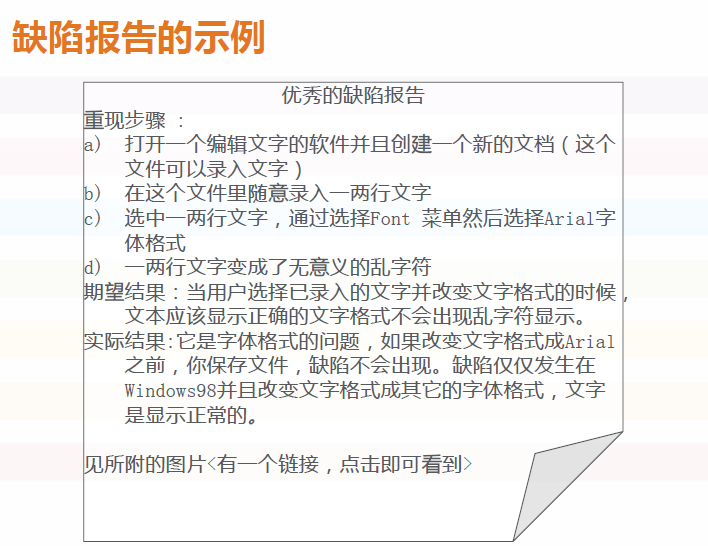 缺陷报告的示例
优秀的缺陷报告
重现步骤 ：
a) 打开一个编辑文字的软件并且创建一个新的文档（这个
文件可以录入文字）
b) 在这个文件里随意录入一两行文字
c) 选中一两行文字，通过选择Font 菜单然后选择Arial字
体格式
d) 一两行文字变成了无意义的乱字符
期望结果：当用户选择已录入的文字并改变文字格式的时候，
文本应该显示正确的文字格式不会出现乱字符显示。
实际结果:它是字体格式的问题，如果改变文字格式成Arial
之前，你保存文件，缺陷不会出现。缺陷仅仅发生在
Windows98并且改变文字格式成其它的字体格式，文字
是显示正常的。
见所附的图片<有一个链接，点击即可看到>